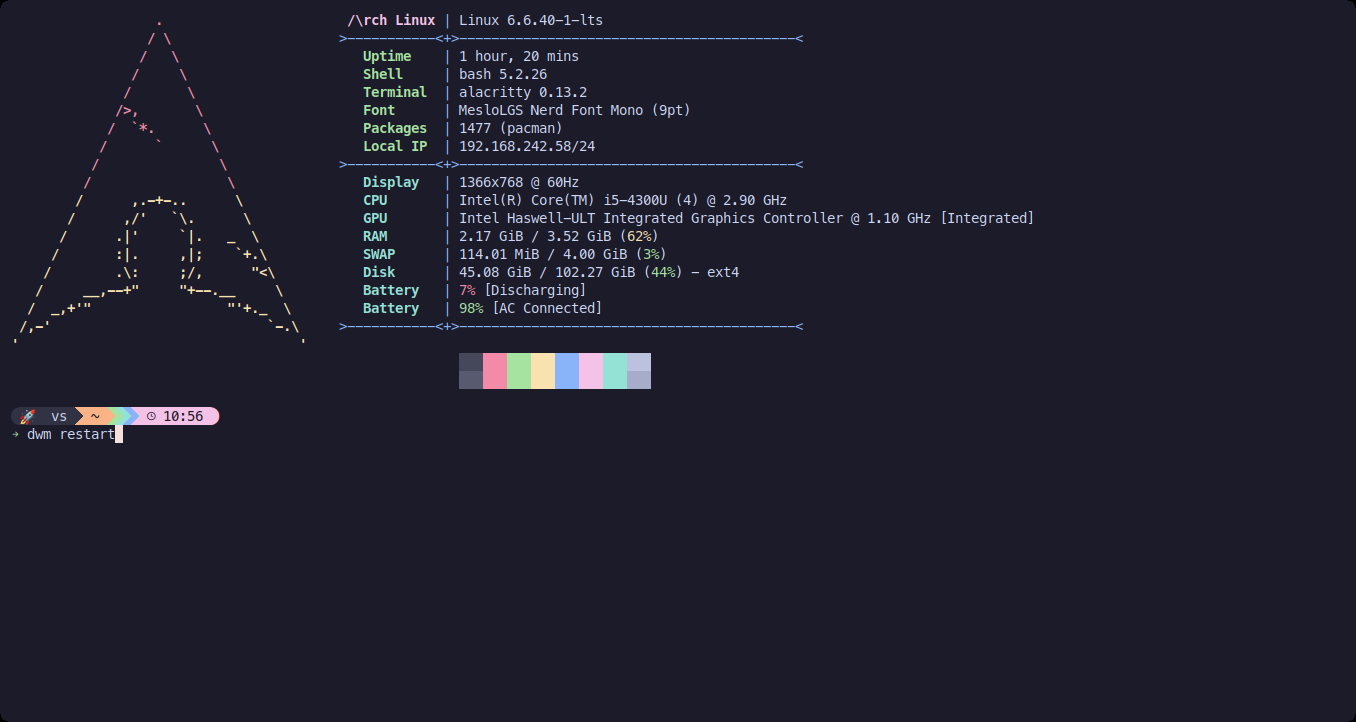 /\rch Linux | Linux 6.6.40-1-lts
>-----------<+>------------------------------------------<
Uptime | 1 hour, 20 mins
Shell | bash 5.2.26
Terminal | alacritty 0.13.2
Font | MesloLGS Nerd Font Mono (9pt)
Packages | 1477 (pacman)
Local IP | 192.168.242.58/24
>-----------<+>------------------------------------------<
Display | 1366x768 @ 60Hz
CPU | Intel(R) Core(TM) i5-4300U (4) @ 2.90 GHz
GPU | Intel Haswell-ULT Integrated Graphics Controller @ 1.10 GHz [Integrated]
RAM | 2.17 GiB / 3.52 GiB (62%)
SWAP | 114.01 MiB / 4.00 GiB (3%)
Disk | 45.08 GiB / 102.27 GiB (44%) - ext4
Battery | 7% [Discharging]
Battery | 98% [AC Connected]
>-----------<+>------------------------------------------<
🚀 vs ~ 10:56
→ dwm restart